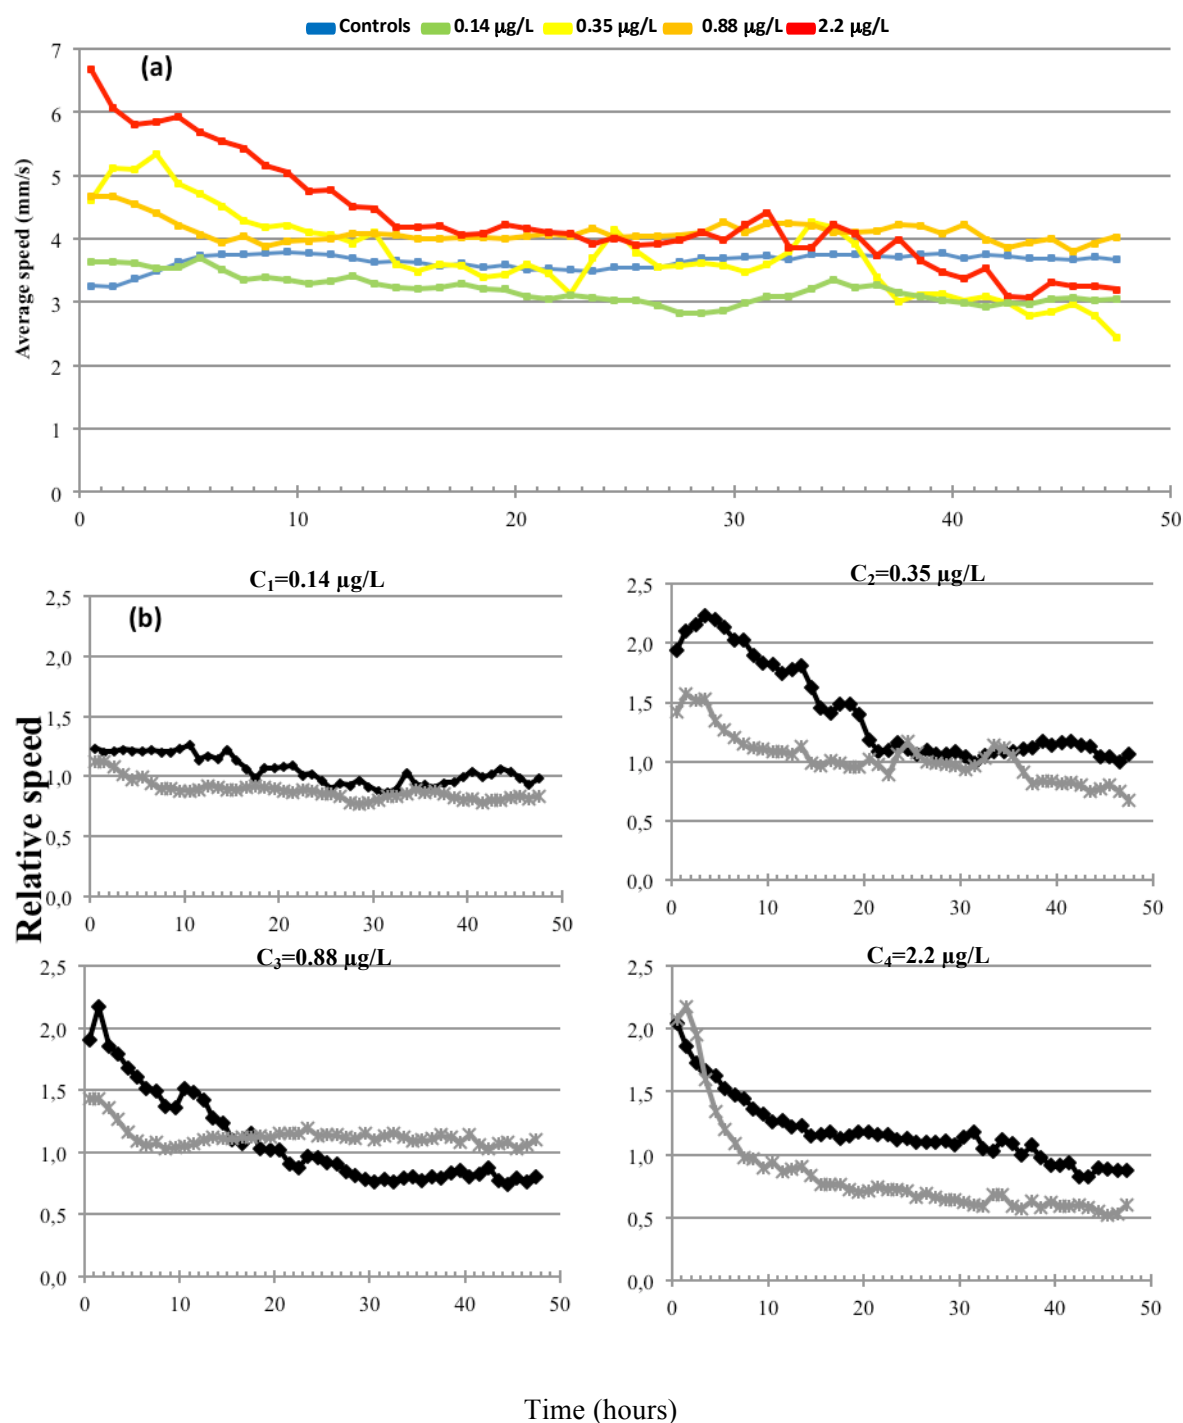 Controls 0.14 µg/L 0.35 µg/L 0.88 µg/L 2.2 µg/L
(a)
Average speed (mm/s)
7
6
5
4
3
2
1
0
0 10 20 30 40 50
C₁=0.14 µg/L
(b)
Relative speed
2,5
2,0
1,5
1,0
0,5
0,0
0 10 20 30 40 50
C₂=0.35 µg/L
2,5
2,0
1,5
1,0
0,5
0,0
0 10 20 30 40 50
C₃=0.88 µg/L
2,5
2,0
1,5
1,0
0,5
0,0
0 10 20 30 40 50
C₄=2.2 µg/L
2,5
2,0
1,5
1,0
0,5
0,0
0 10 20 30 40 50
Time (hours)